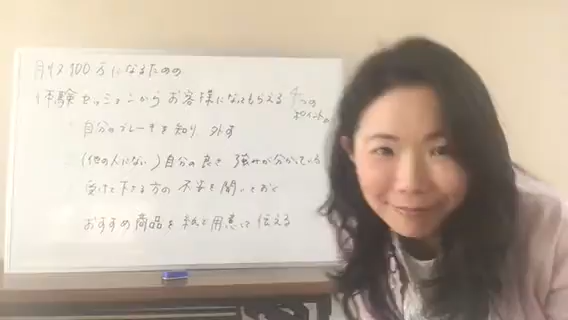 月収100万になるための
体験セッションからお客様になってもらえる4つの
ポイント
自分のブレーキを知り 外す
(他の人にない)自分の良さ 強みが分かっている
受けて下さる方の不安を聞いておく
おすすめ商品を紙で用意して伝える